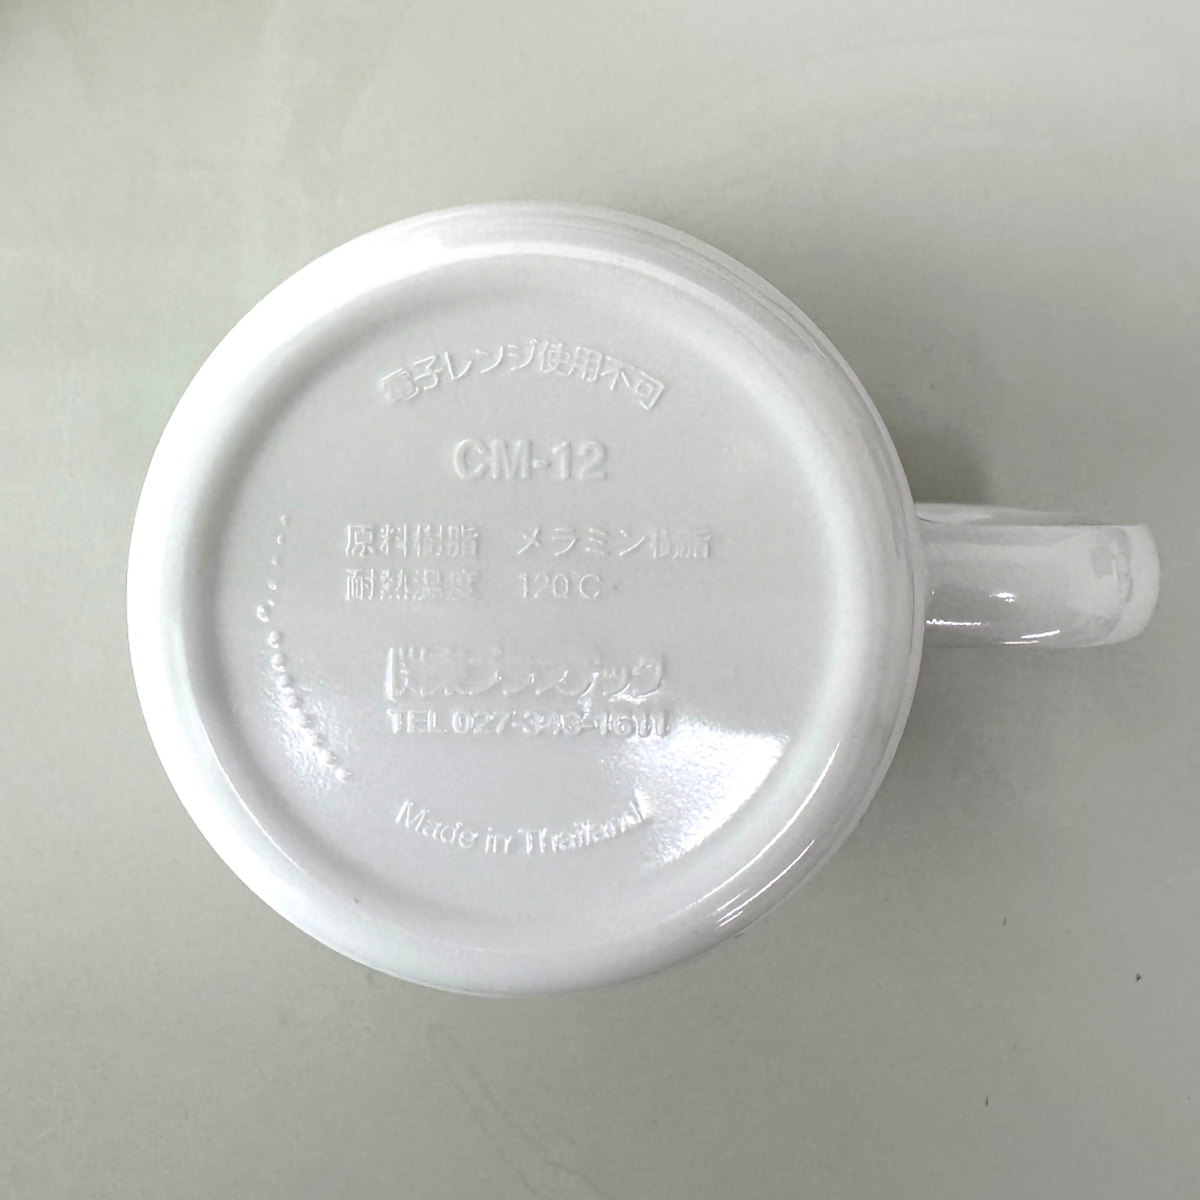 電子レンジ使用不可
CM-12
原料樹脂 メラミン樹脂
耐熱温度 120℃
関東プラスチック
TEL 027-346-1611
Made in Thailand